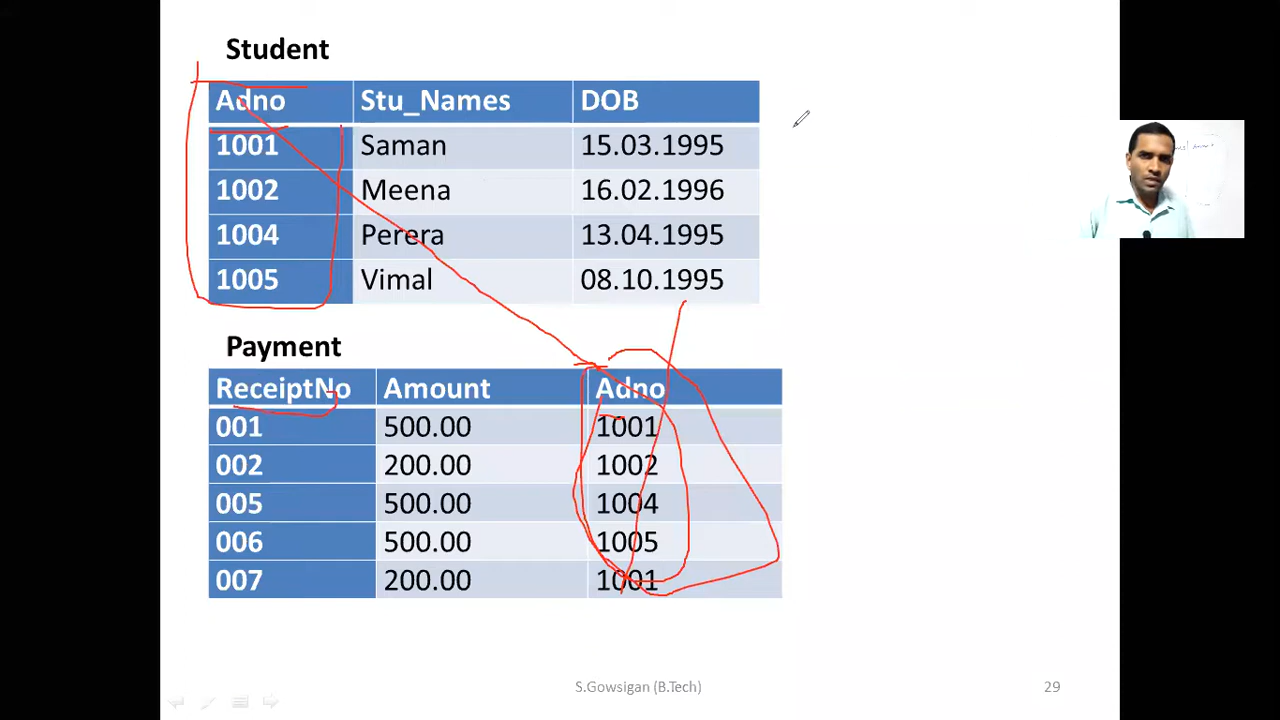 Student
Adno Stu_Names DOB
1001 Saman 15.03.1995
1002 Meena 16.02.1996
1004 Perera 13.04.1995
1005 Vimal 08.10.1995
Payment
ReceiptNo Amount Adno
001 500.00 1001
002 200.00 1002
005 500.00 1004
006 500.00 1005
007 200.00 1001
S.Gowsigan (B.Tech) 29